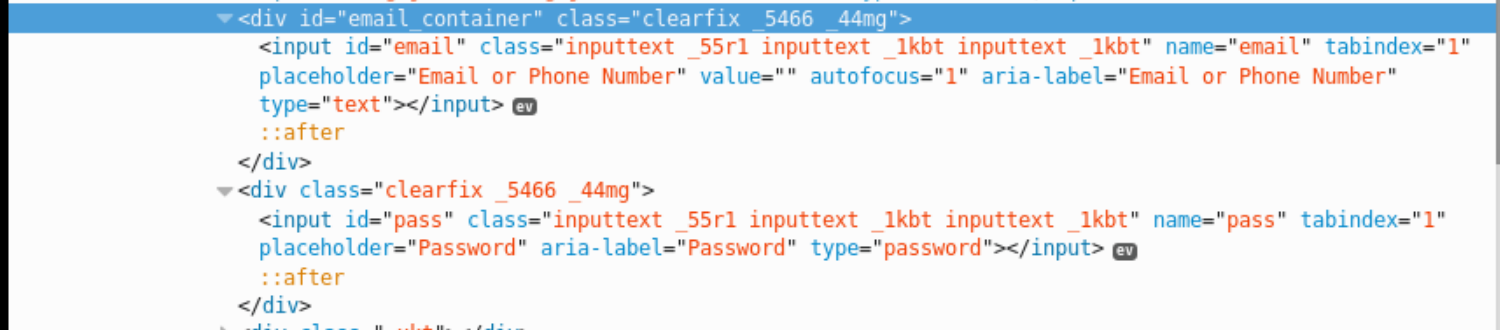 <div id="email_container" class="clearfix _5466 _44mg">
<input id="email" class="inputtext _55r1 inputtext _1kbt inputtext _1kbt" name="email" tabindex="1"
placeholder="Email or Phone Number" value="" autofocus="1" aria-label="Email or Phone Number"
type="text"></input> ev
::after
</div>
<div class="clearfix _5466 _44mg">
<input id="pass" class="inputtext _55r1 inputtext _1kbt inputtext _1kbt" name="pass" tabindex="1"
placeholder="Password" aria-label="Password" type="password"></input> ev
::after
</div>